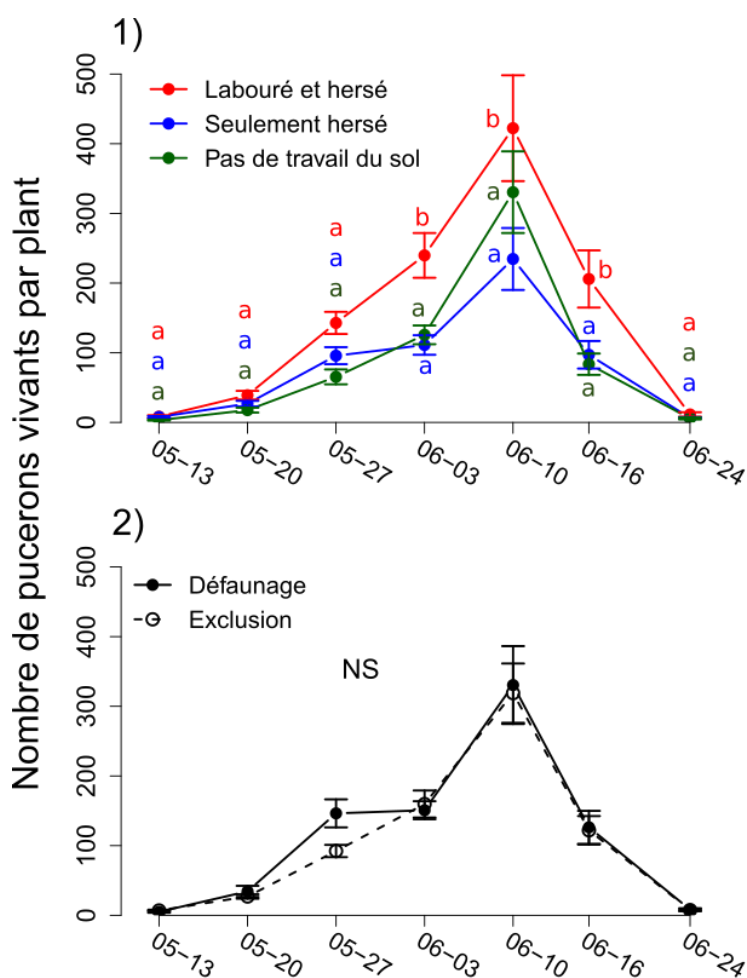 1)
Nombre de pucerons vivants par plant
500
400
300
200
100
0
Labouré et hersé
Seulement hersé
Pas de travail du sol
a
a
a
a
a
a
a
a
a
b
a
a
b
a
a
b
a
a
a
a
a
05-13
05-20
05-27
06-03
06-10
06-16
06-24
2)
500
400
300
200
100
0
Défaunage
Exclusion
NS
05-13
05-20
05-27
06-03
06-10
06-16
06-24